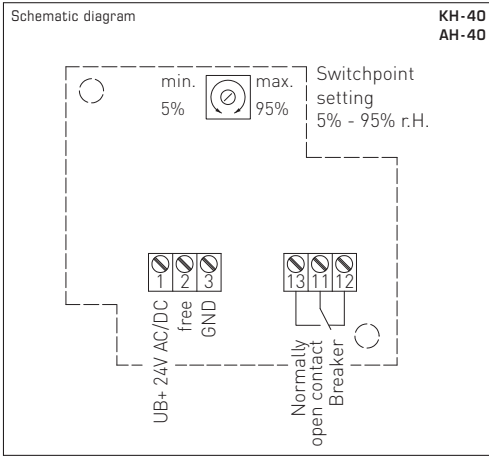 Schematic diagram
KH-40
AH-40
min.
max.
5%
95%
Switchpoint
setting
5% - 95% r.H.
1
2
3
13
11
12
UB+ 24V AC/DC
free
GND
Normally
open contact
Breaker